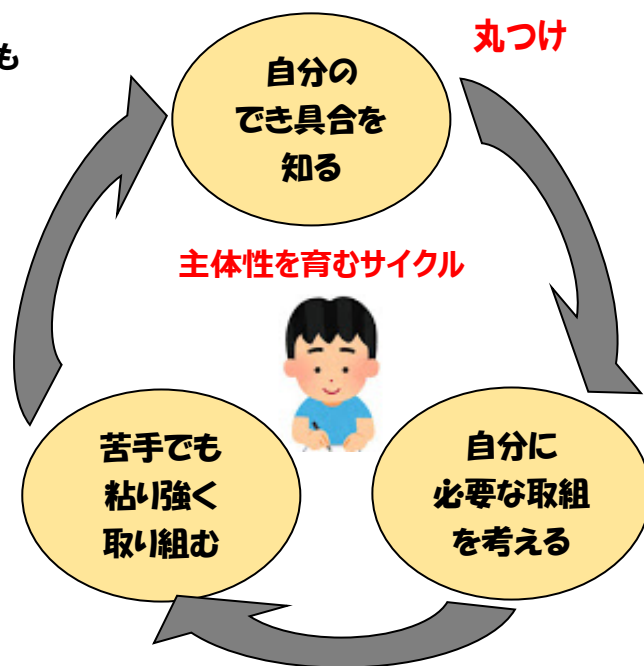 も
丸つけ
自分の
でき具合を
知る
主体性を育むサイクル
苦手でも
粘り強く
取り組む
自分に
必要な取組
を考える